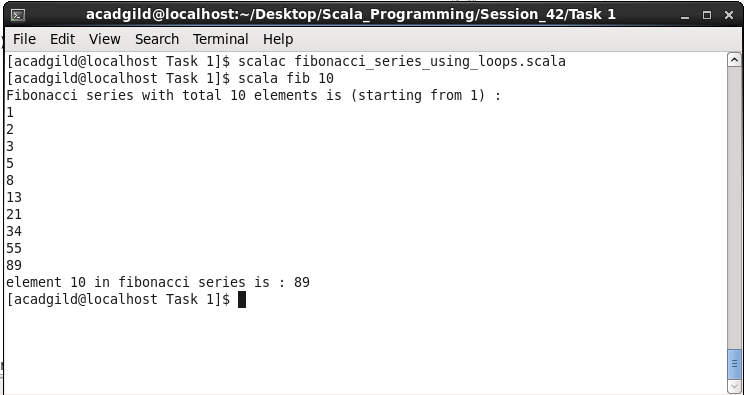 acadgild@localhost:~/Desktop/Scala_Programming/Session_42/Task 1
File Edit View Search Terminal Help
[acadgild@localhost Task 1]$ scalac fibonacci_series_using_loops.scala
[acadgild@localhost Task 1]$ scala fib 10
Fibonacci series with total 10 elements is (starting from 1) :
1
2
3
5
8
13
21
34
55
89
element 10 in fibonacci series is : 89
[acadgild@localhost Task 1]$